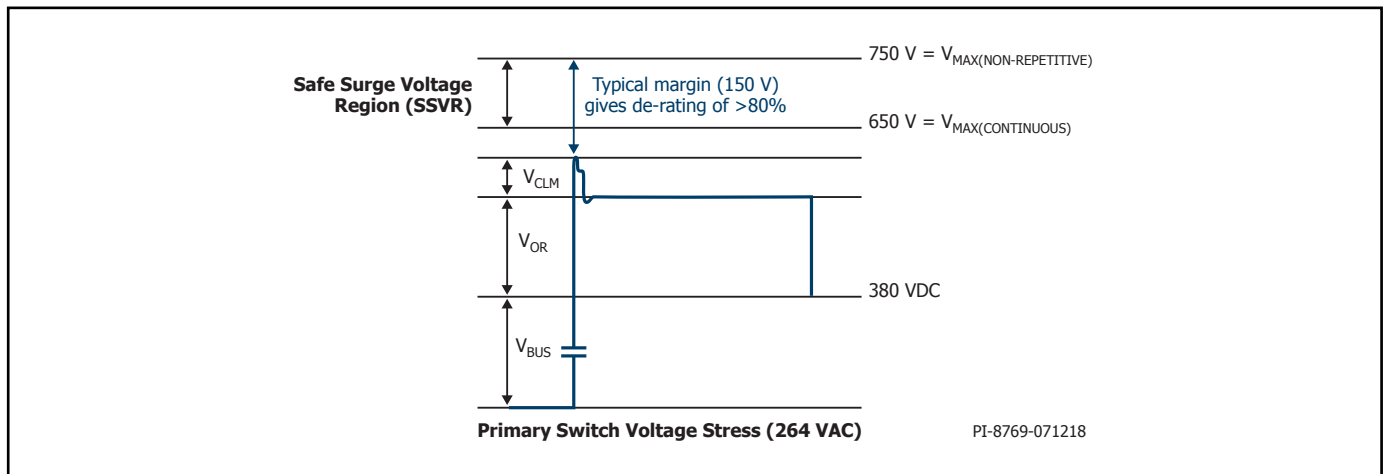 750 V = VMAX(NON-REPETITIVE)
Safe Surge Voltage
Region (SSVR)
Typical margin (150 V)
gives de-rating of >80%
650 V = VMAX(CONTINUOUS)
VCLM
VOR
380 VDC
VBUS
Primary Switch Voltage Stress (264 VAC)
PI-8769-071218